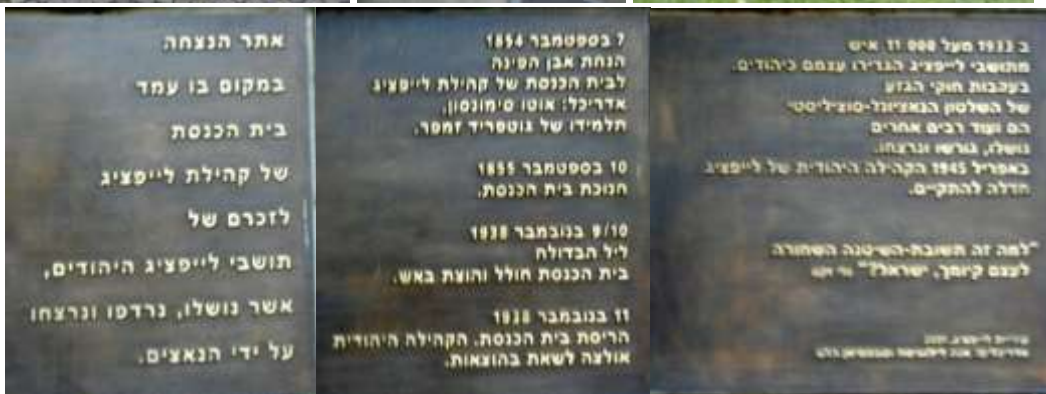 אתר הנצחה
במקום בו עמד
בית הכנסת
של קהילת לייפציג
לזכרם של
תושבי לייפציג היהודים,
אשר נושלו, נרדפו ונרצחו
על ידי הנאצים.
7 בספטמבר 1854
הנחת אבן הפינה
לבית הכנסת של קהילת לייפציג
אדריכל: אוטו סימונסון,
תלמידו של גוטפריד זמפר.
10 בספטמבר 1855
חנוכת בית הכנסת.
9/10 בנובמבר 1938
ליל הבדולח
בית הכנסת חולל והוצת באש.
11 בנובמבר 1938
הריסת בית הכנסת. הקהילה היהודית
אולצה לשאת בהוצאות.
ב 1933 מעל 11 000 איש
מתושבי לייפציג הגדירו עצמם כיהודים.
בעקבות חוקי הגזע
של השלטון הנאציונל-סוציליסטי
הם ועוד רבים אחרים
נושלו, גורשו ונרצחו.
באפריל 1945 הקהילה היהודית של לייפציג
חדלה להתקיים.
"למה זה תשובת-השיטנה השחורה
לעצם קיומך, ישראל?"